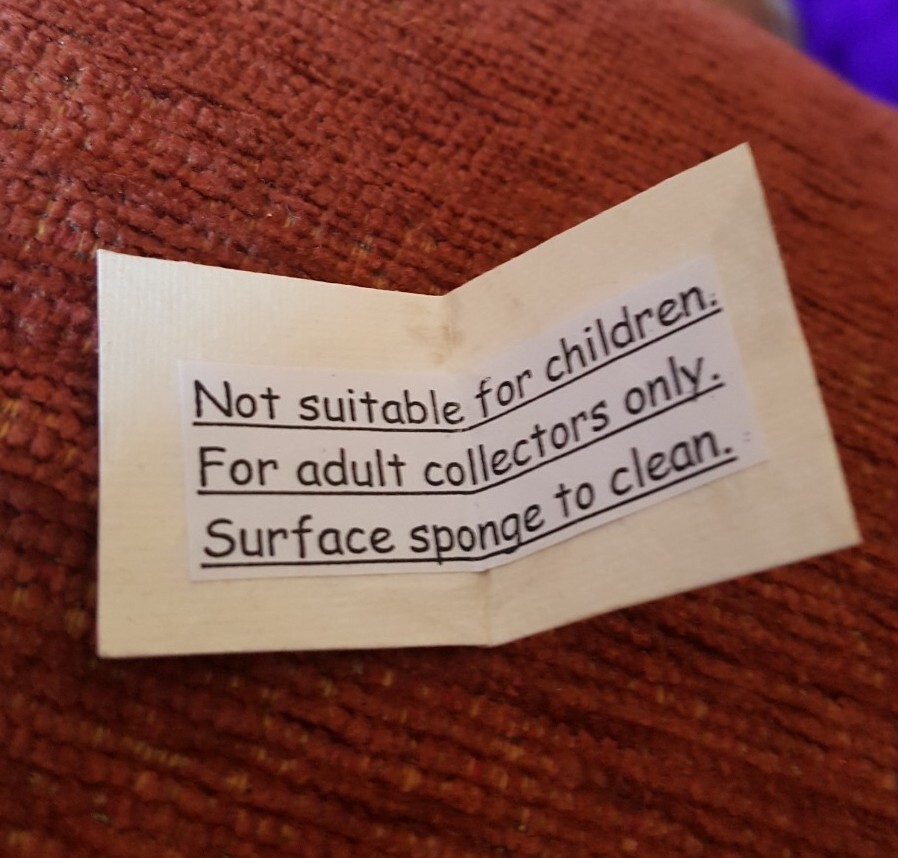 Not suitable for children.
For adult collectors only.
Surface sponge to clean.